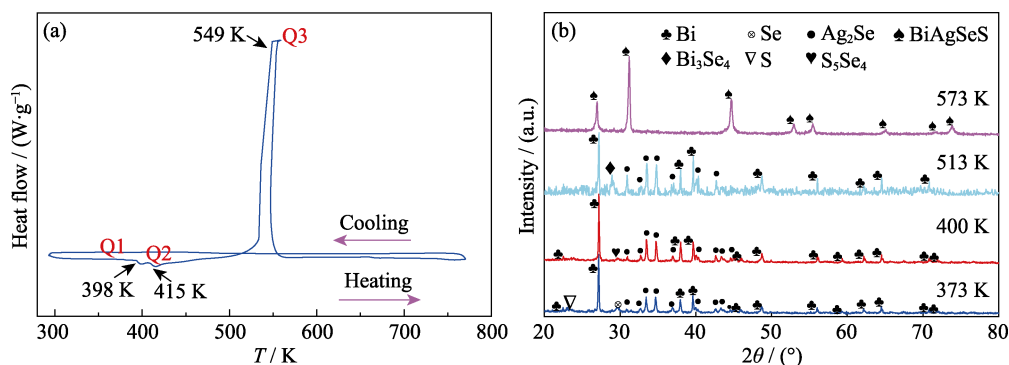 (a)
549 K
Q3
Q1
Q2
398 K
415 K
Cooling
Heating
Heat flow / (W·g⁻¹)
300 400 500 600 700 800
T / K
(b)
♣Bi ⊗Se ●Ag₂Se ♠BiAgSeS
♦Bi₃Se₄ ▽S ♥S₅Se₄
573 K
513 K
400 K
373 K
S
Intensity / (a.u.)
20 30 40 50 60 70 80
2θ / (°)